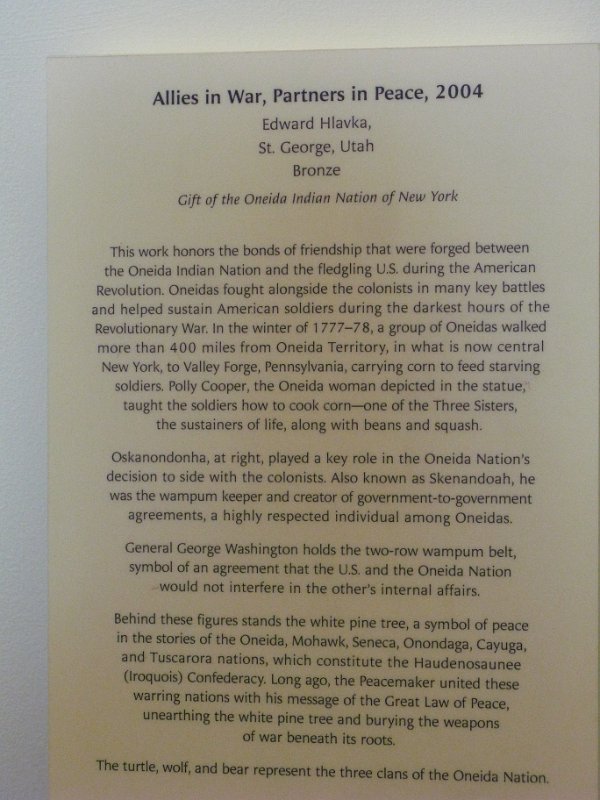 Allies in War, Partners in Peace, 2004
Edward Hlavka,
St. George, Utah
Bronze
Gift of the Oneida Indian Nation of New York
This work honors the bonds of friendship that were forged between
the Oneida Indian Nation and the fledgling U.S. during the American
Revolution. Oneidas fought alongside the colonists in many key battles
and helped sustain American soldiers during the darkest hours of the
Revolutionary War. In the winter of 1777–78, a group of Oneidas walked
more than 400 miles from Oneida Territory, in what is now central
New York, to Valley Forge, Pennsylvania, carrying corn to feed starving
soldiers. Polly Cooper, the Oneida woman depicted in the statue,
taught the soldiers how to cook corn—one of the Three Sisters,
the sustainers of life, along with beans and squash.
Oskanondonha, at right, played a key role in the Oneida Nation's
decision to side with the colonists. Also known as Skenandoah, he
was the wampum keeper and creator of government-to-government
agreements, a highly respected individual among Oneidas.
General George Washington holds the two-row wampum belt,
symbol of an agreement that the U.S. and the Oneida Nation
would not interfere in the other's internal affairs.
Behind these figures stands the white pine tree, a symbol of peace
in the stories of the Oneida, Mohawk, Seneca, Onondaga, Cayuga,
and Tuscarora nations, which constitute the Haudenosaunee
(Iroquois) Confederacy. Long ago, the Peacemaker united these
warring nations with his message of the Great Law of Peace,
unearthing the white pine tree and burying the weapons
of war beneath its roots.
The turtle, wolf, and bear represent the three clans of the Oneida Nation.